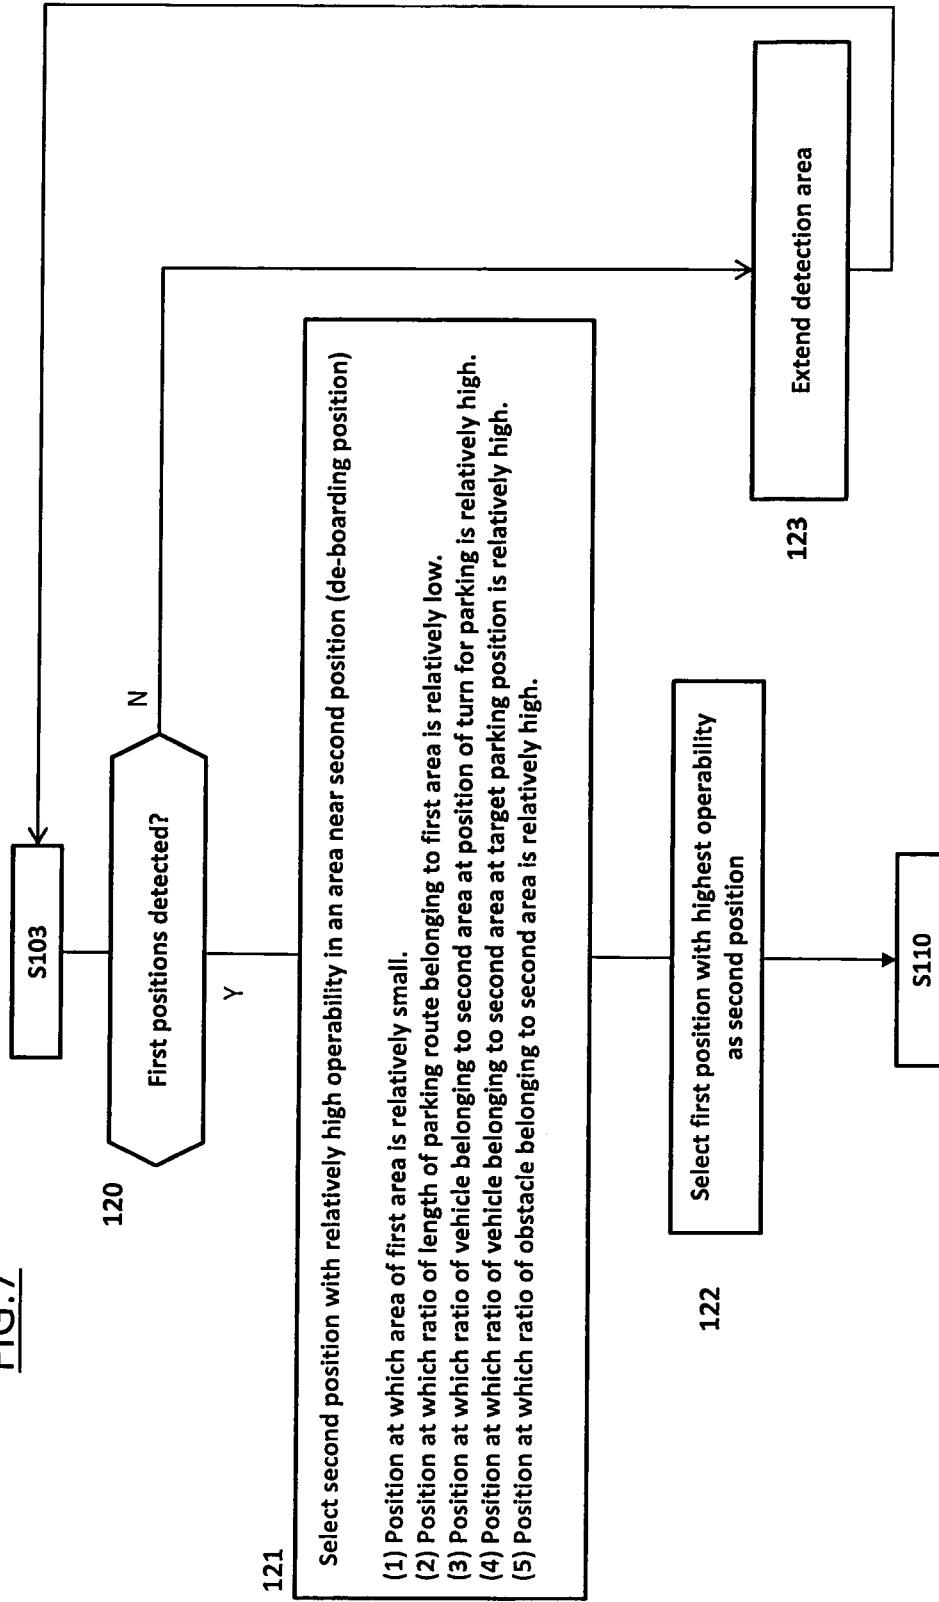 FIG.7
S103
120
First positions detected?
N
Y
121
Select second position with relatively high operability in an area near second position (de-boarding position)
(1) Position at which area of first area is relatively small.
(2) Position at which ratio of length of parking route belonging to first area is relatively low.
(3) Position at which ratio of vehicle belonging to second area at position of turn for parking is relatively high.
(4) Position at which ratio of vehicle belonging to second area at target parking position is relatively high.
(5) Position at which ratio of obstacle belonging to second area is relatively high.
122
Select first position with highest operability
as second position
123
Extend detection area
S110